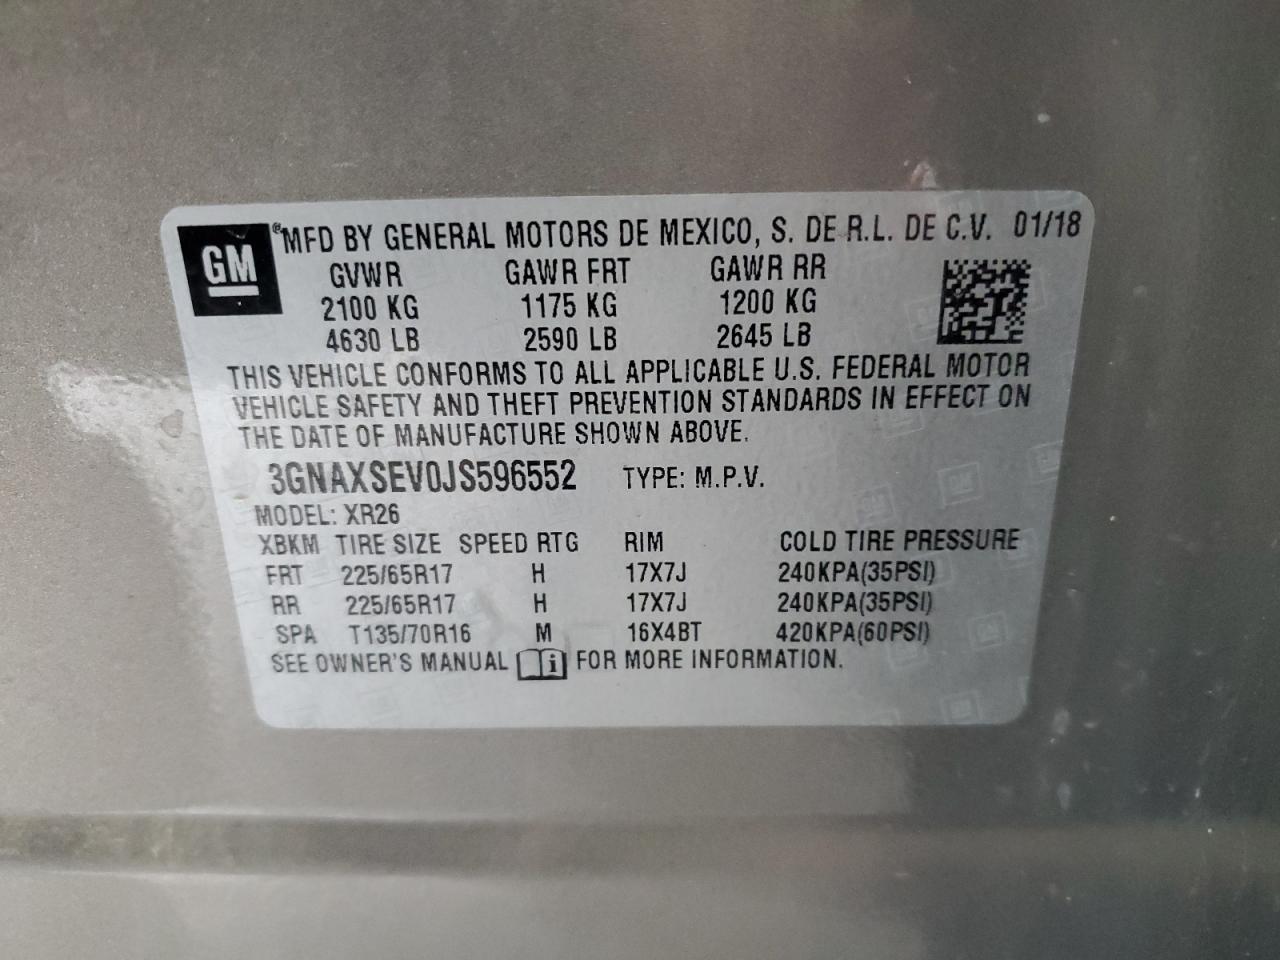 GM ® MFD BY GENERAL MOTORS DE MEXICO, S. DE R.L. DE C.V. 01/18
GVWR GAWR FRT GAWR RR
2100 KG 1175 KG 1200 KG
4630 LB 2590 LB 2645 LB
THIS VEHICLE CONFORMS TO ALL APPLICABLE U.S. FEDERAL MOTOR
VEHICLE SAFETY AND THEFT PREVENTION STANDARDS IN EFFECT ON
THE DATE OF MANUFACTURE SHOWN ABOVE.
3GNAXSEV0JS596552 TYPE: M.P.V.
MODEL: XR26
XBKM TIRE SIZE SPEED RTG RIM COLD TIRE PRESSURE
FRT 225/65R17 H 17X7J 240KPA(35PSI)
RR 225/65R17 H 17X7J 240KPA(35PSI)
SPA T135/70R16 M 16X4BT 420KPA(60PSI)
SEE OWNER'S MANUAL i FOR MORE INFORMATION.